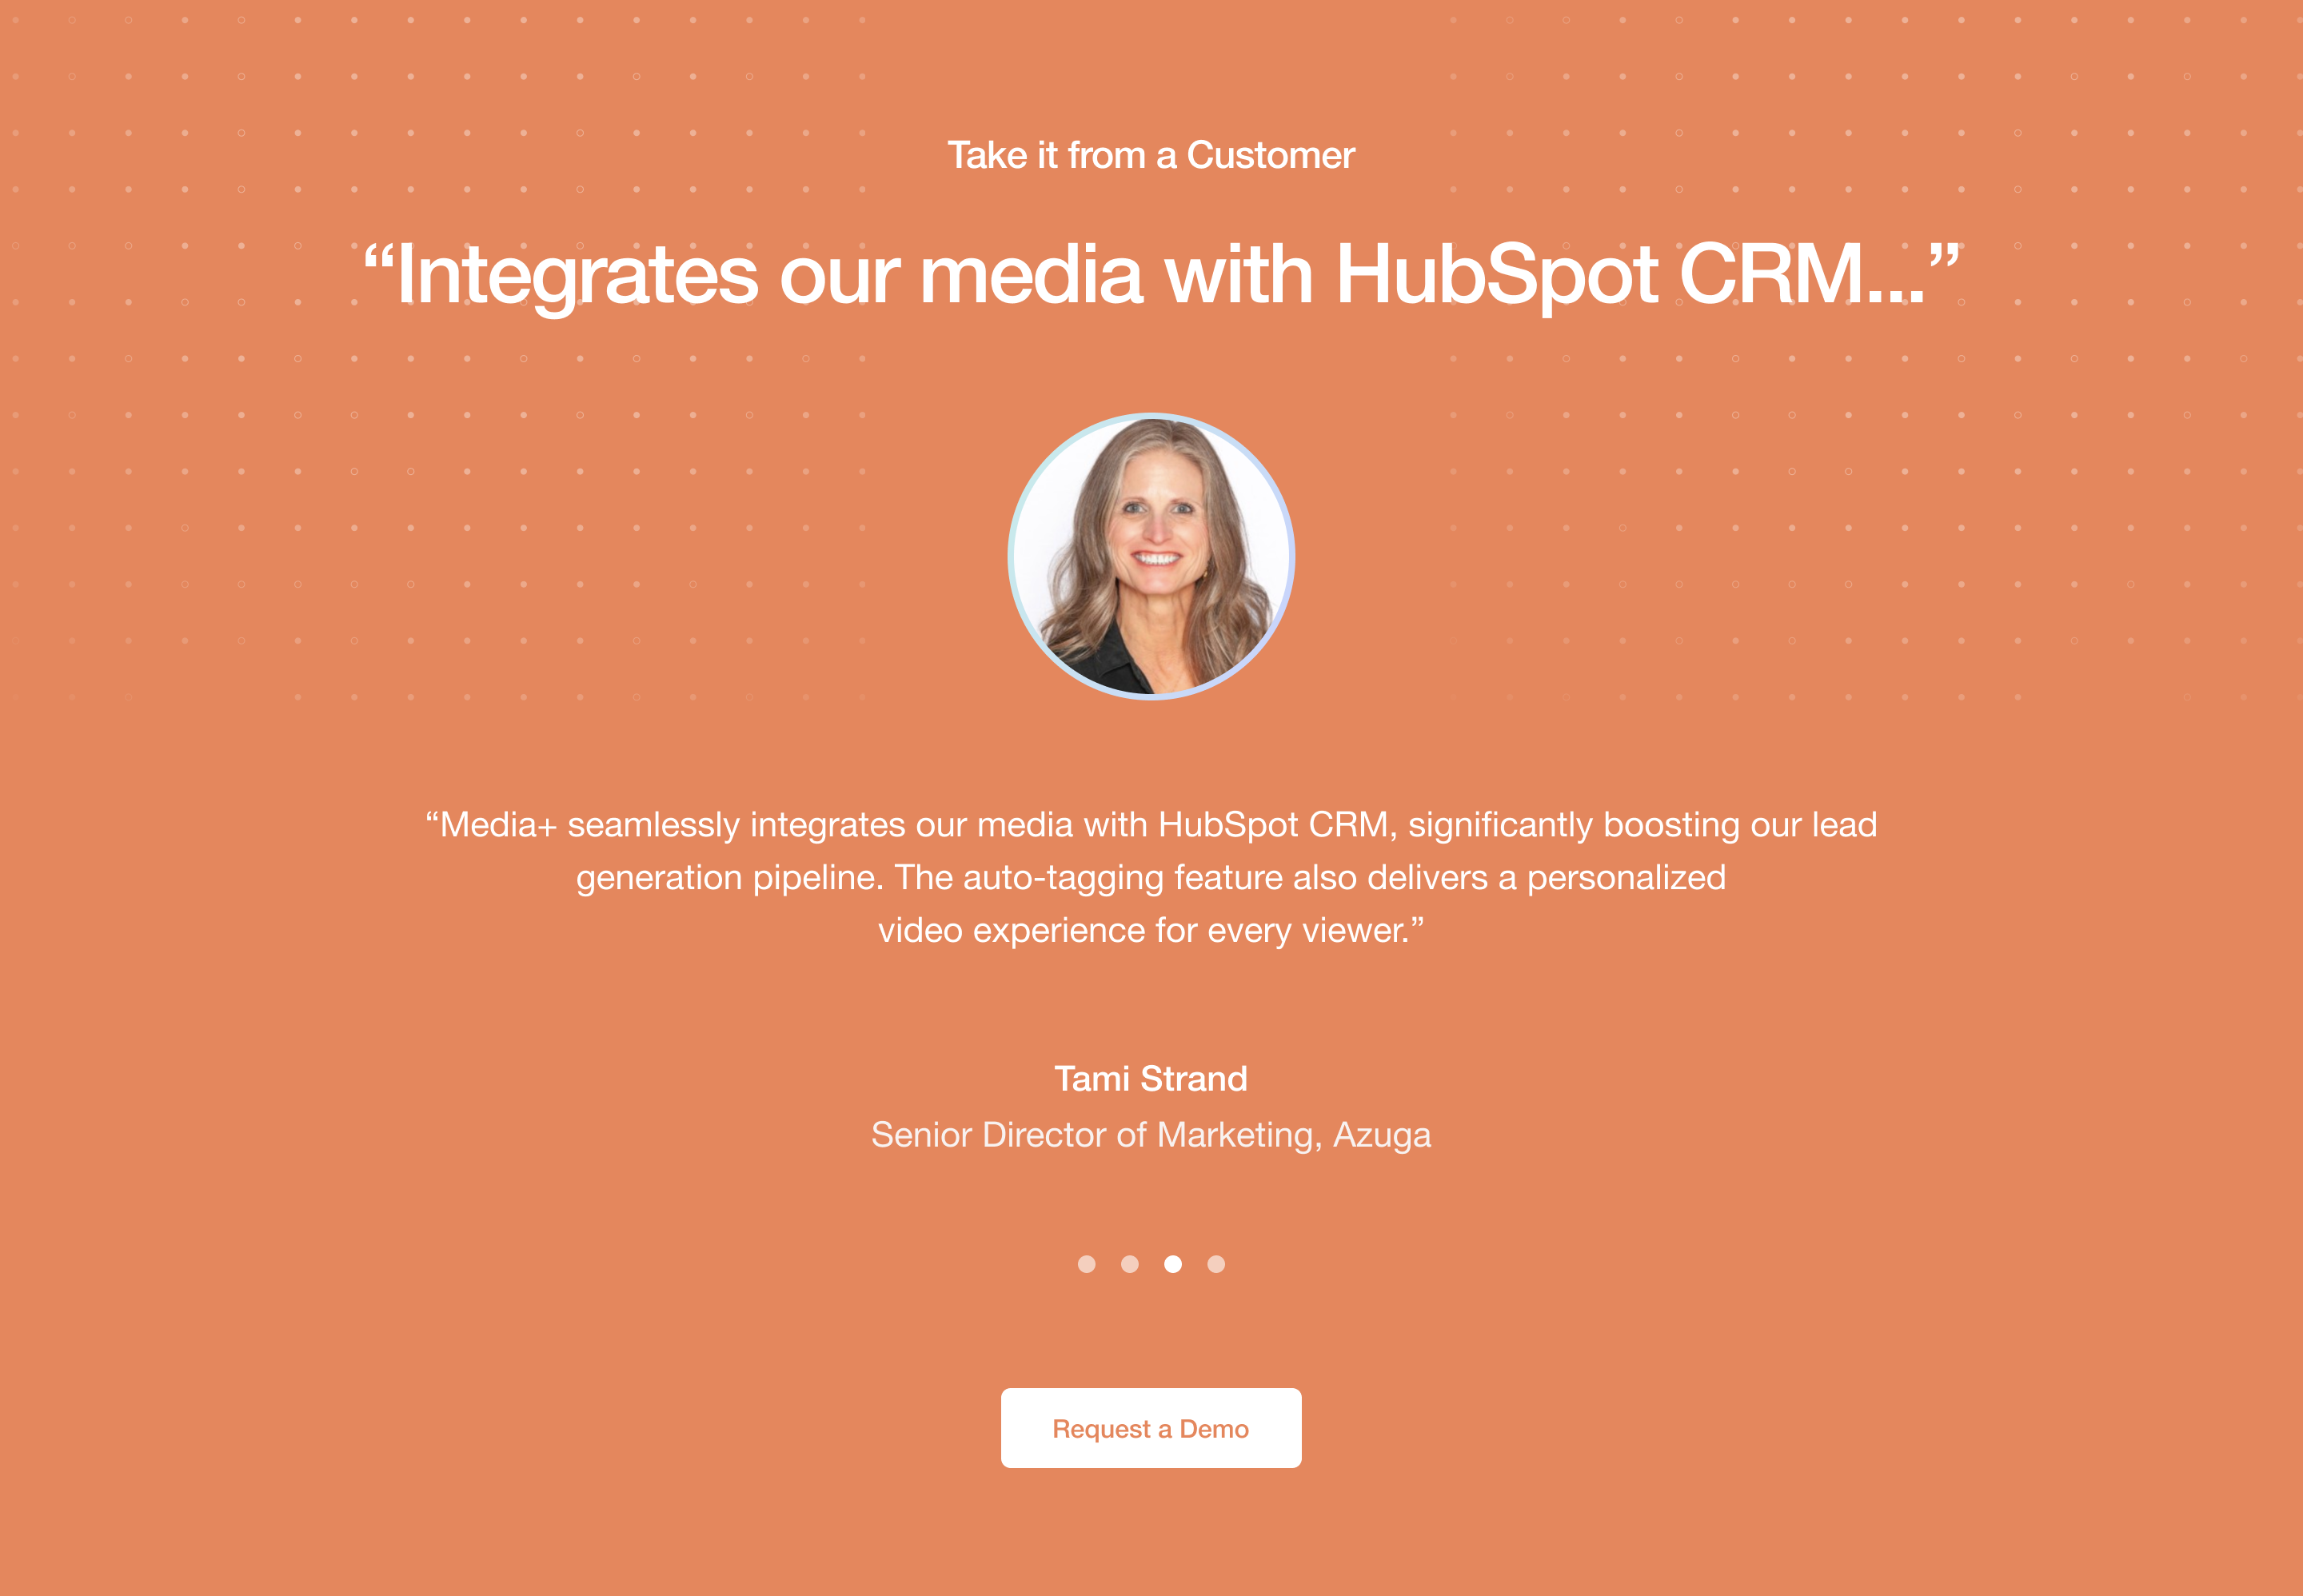 Take it from a Customer
“Integrates our media with HubSpot CRM...”
“Media+ seamlessly integrates our media with HubSpot CRM, significantly boosting our lead
generation pipeline. The auto-tagging feature also delivers a personalized
video experience for every viewer.”
Tami Strand
Senior Director of Marketing, Azuga
Request a Demo